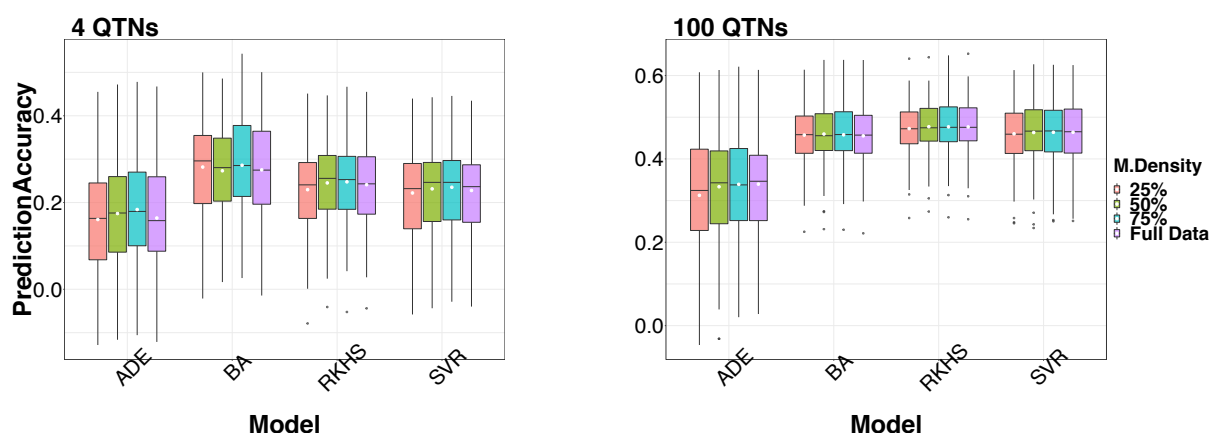 4 QTNs
PredictionAccuracy
0.4
0.2
0.0
ADE
BA
RKHS
SVR
Model
100 QTNs
0.6
0.4
0.2
0.0
ADE
BA
RKHS
SVR
Model
M.Density
25%
50%
75%
Full Data